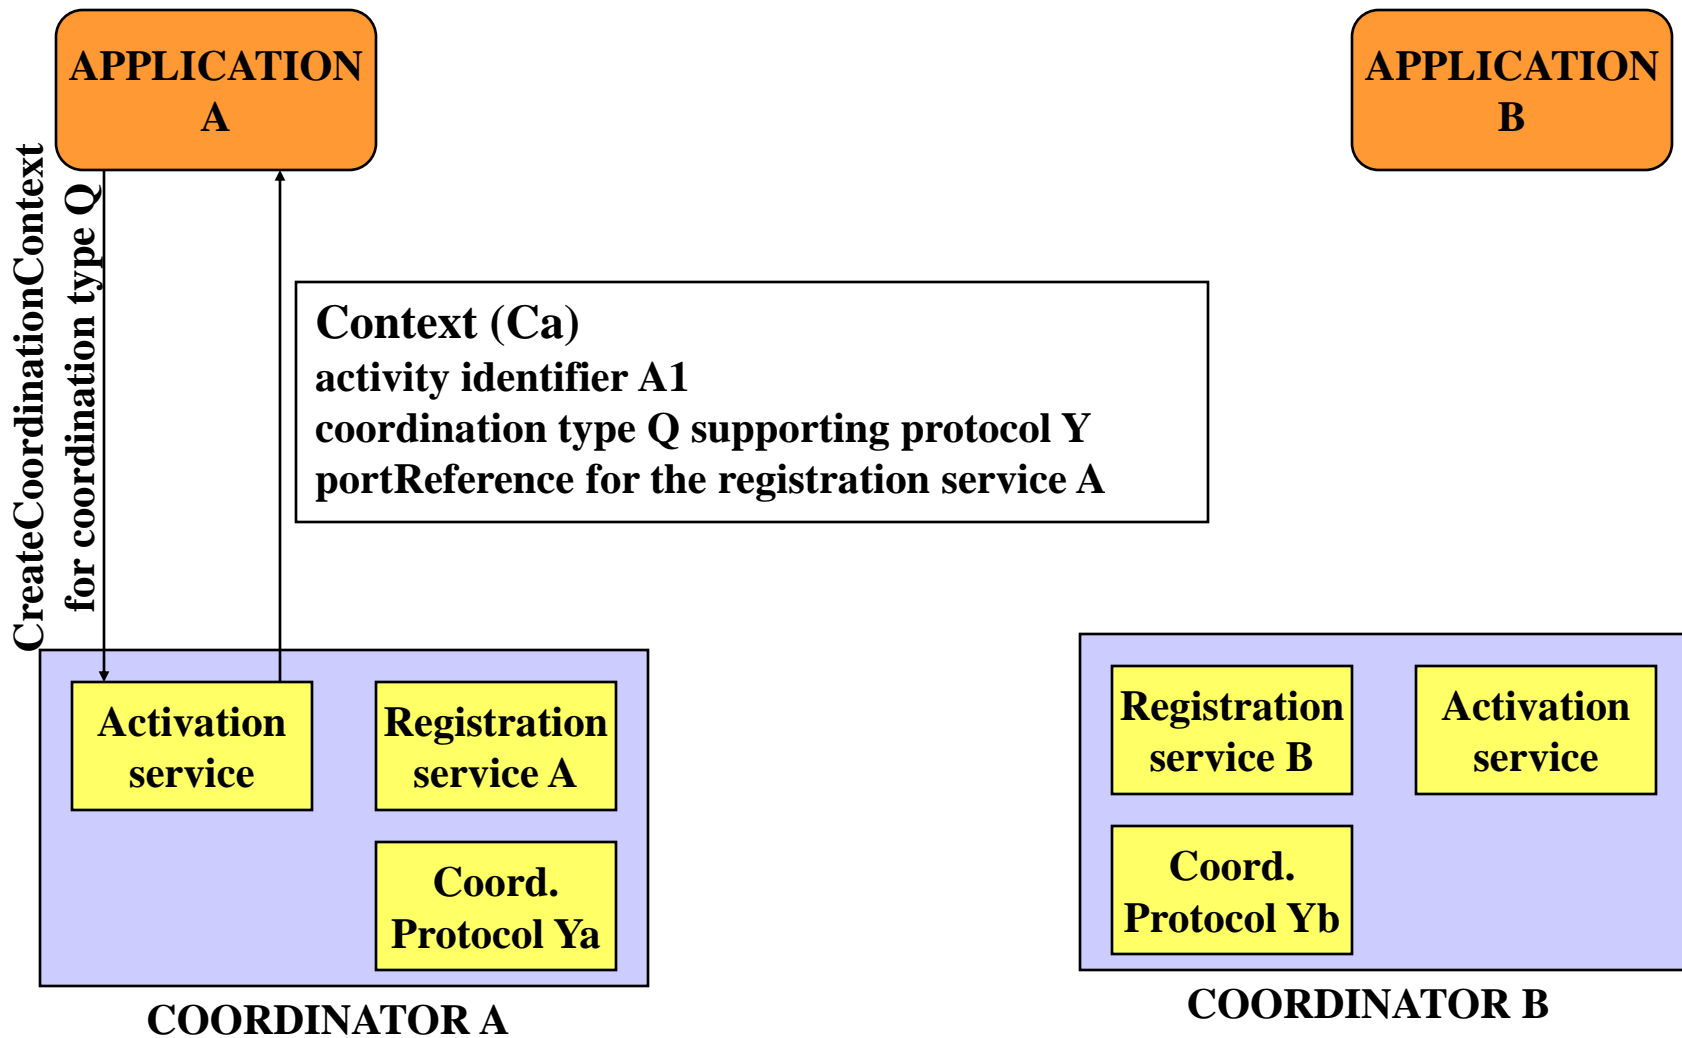 APPLICATION
A
APPLICATION
B
CreateCoordinationContext
for coordination type Q
Context (Ca)
activity identifier A1
coordination type Q supporting protocol Y
portReference for the registration service A
Activation
service
Registration
service A
Coord.
Protocol Ya
COORDINATOR A
Registration
service B
Activation
service
Coord.
Protocol Yb
COORDINATOR B